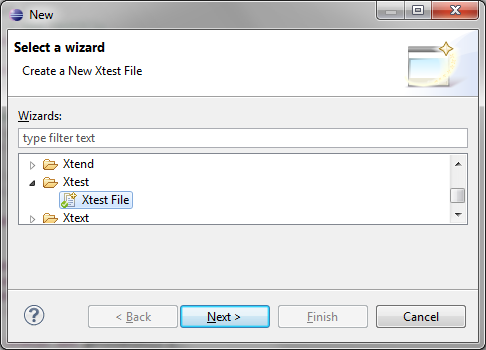 New
Select a wizard
Create a New Xtest File
Wizards:
type filter text
Xtend
Xtest
Xtest File
Xtext
?
< Back
Next >
Finish
Cancel